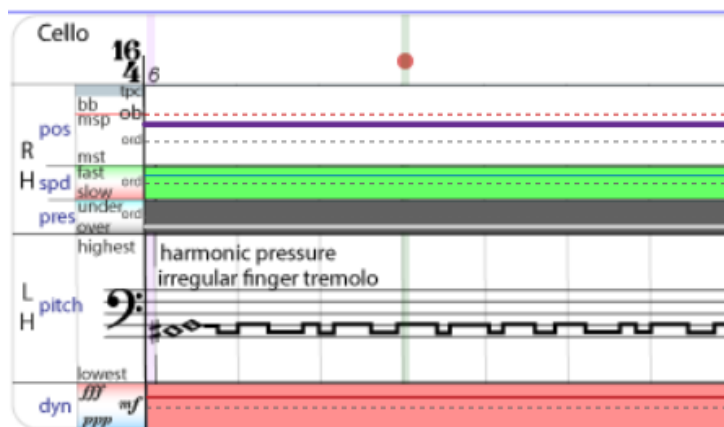 Cello
16
4
6
tpc
bb
ob
msp
pos
ord
R
mst
H
fast
spd
ord
slow
under
pres
ord
over
highest
harmonic pressure
irregular finger tremolo
L
pitch
H
lowest
fff
dyn
mf
ppp